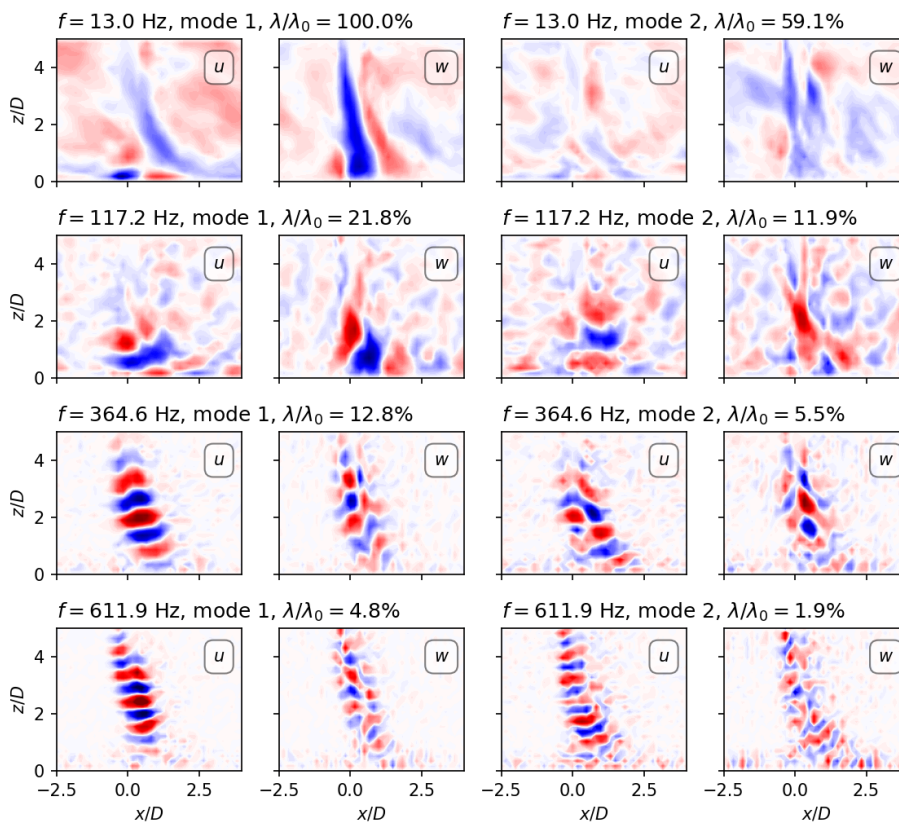 f = 13.0 Hz, mode 1, λ/λ₀ = 100.0%
f = 13.0 Hz, mode 2, λ/λ₀ = 59.1%
z/D
4
2
0
u
w
u
w
f = 117.2 Hz, mode 1, λ/λ₀ = 21.8%
f = 117.2 Hz, mode 2, λ/λ₀ = 11.9%
z/D
4
2
0
u
w
u
w
f = 364.6 Hz, mode 1, λ/λ₀ = 12.8%
f = 364.6 Hz, mode 2, λ/λ₀ = 5.5%
z/D
4
2
0
u
w
u
w
f = 611.9 Hz, mode 1, λ/λ₀ = 4.8%
f = 611.9 Hz, mode 2, λ/λ₀ = 1.9%
z/D
4
2
0
u
w
u
w
−2.5 0.0 2.5 −2.5 0.0 2.5 −2.5 0.0 2.5 −2.5 0.0 2.5
x/D x/D x/D x/D